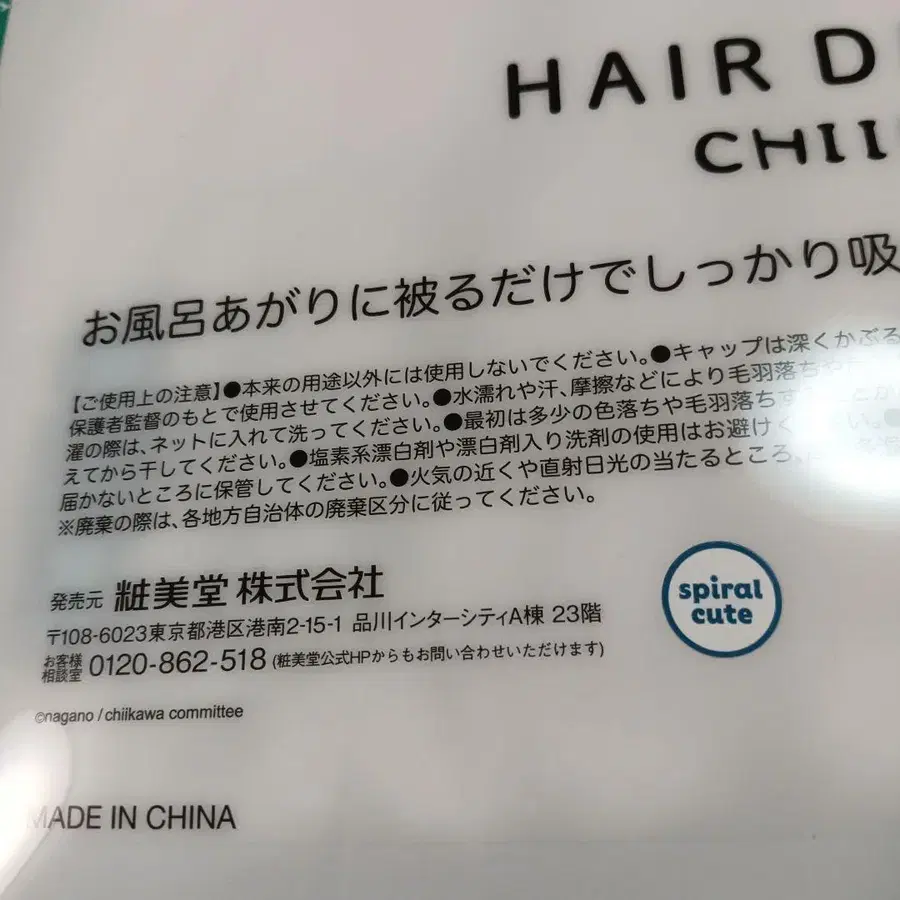 HAIR D
CHII
お風呂あがりに被るだけでしっかり吸
【ご使用上の注意】●本来の用途以外には使用しないでください。●キャップは深くかぶる
保護者監督のもとで使用させてください。●水濡れや汗、摩擦などにより毛羽落ちや
濯の際は、ネットに入れて洗ってください。●最初は多少の色落ちや毛羽落ち
えてから干してください。●塩素系漂白剤や漂白剤入り洗剤の使用はお避けく
届かないところに保管してください。●火気の近くや直射日光の当たるところ、
※廃棄の際は、各地方自治体の廃棄区分に従ってください。
発売元 粧美堂 株式会社
〒108-6023東京都港区港南2-15-1 品川インターシティA棟 23階
お客様相談室 0120-862-518 (粧美堂公式HPからもお問い合わせいただけます)
spiral
cute
©nagano / chiikawa committee
MADE IN CHINA